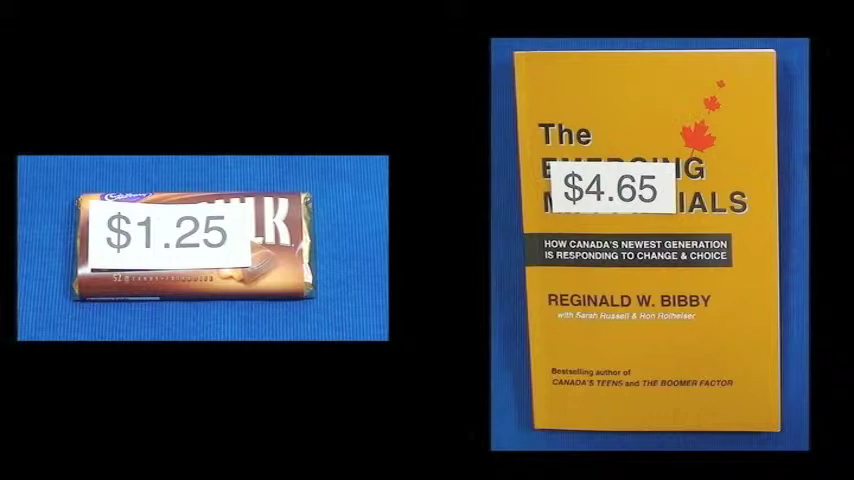 Cadbury
LK
$1.25
The
$4.65
HOW CANADA'S NEWEST GENERATION
IS RESPONDING TO CHANGE & CHOICE
REGINALD W. BIBBY
with Sarah Russell & Ron Rolheiser
Bestselling author of
CANADA'S TEENS and THE BOOMER FACTOR